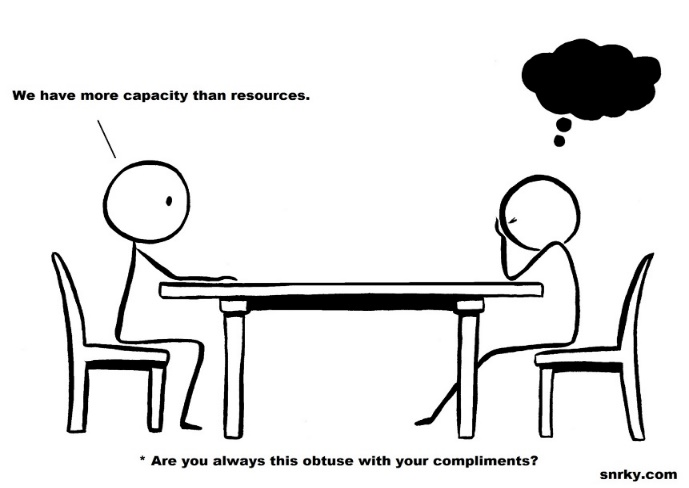 We have more capacity than resources.
* Are you always this obtuse with your compliments?
snrky.com